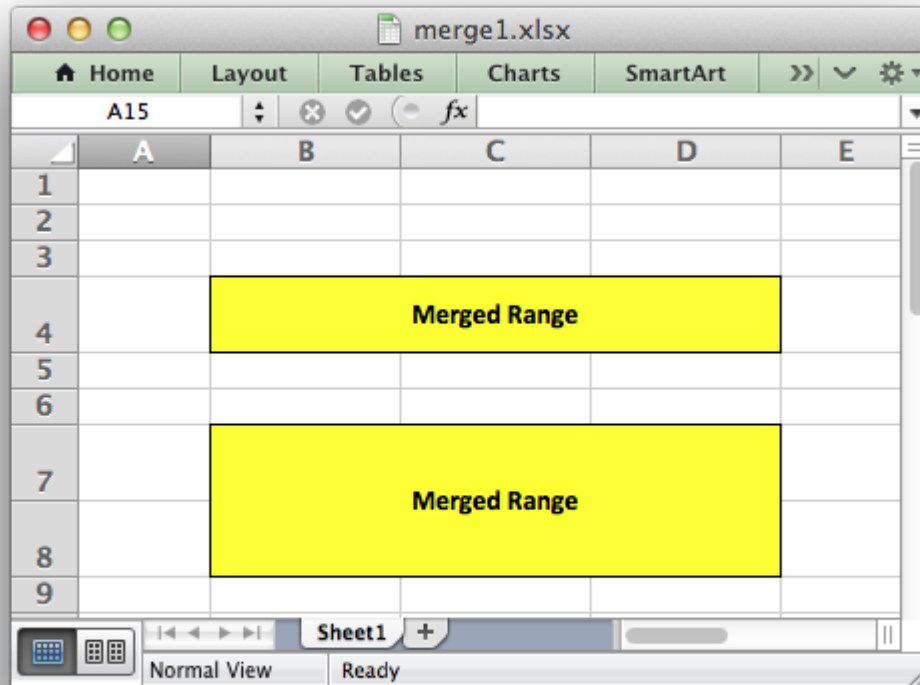 merge1.xlsx
Home Layout Tables Charts SmartArt
A15 fx
A B C D E
1
2
3
4 Merged Range
5
6
7
Merged Range
8
9
Sheet1 +
Normal View Ready